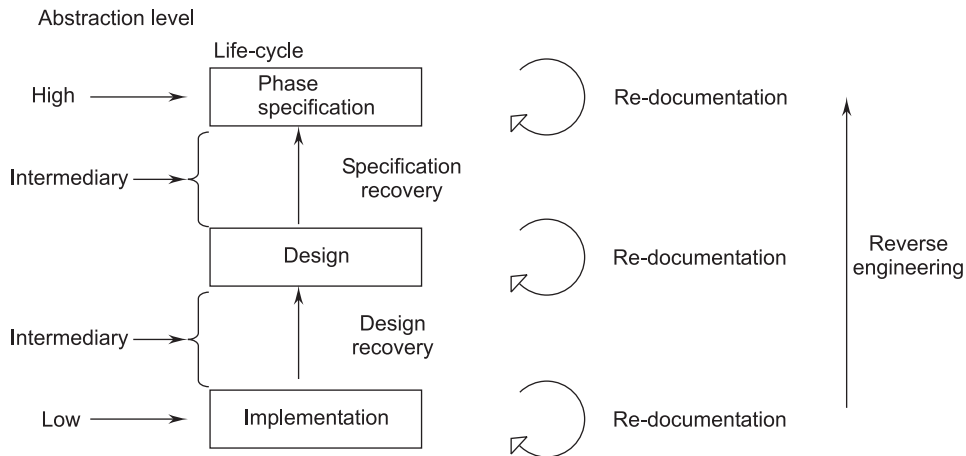 Abstraction level
Life-cycle
High
Phase
specification
Re-documentation
Intermediary
Specification
recovery
Design
Re-documentation
Reverse
engineering
Intermediary
Design
recovery
Low
Implementation
Re-documentation